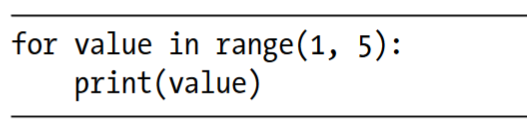 for value in range(1, 5):
    print(value)